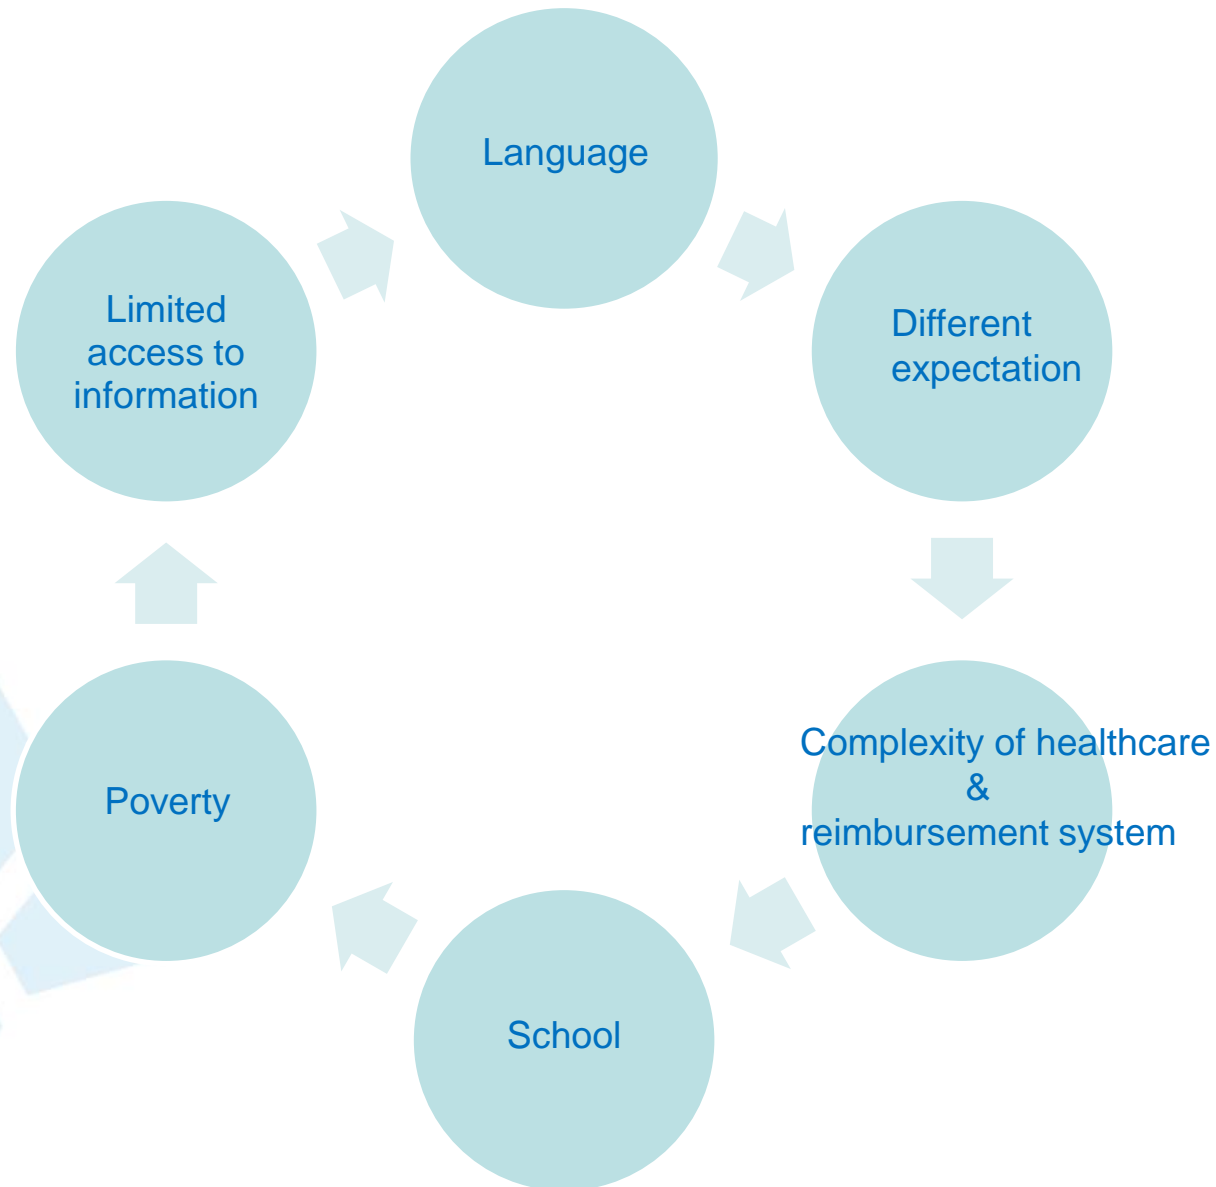 Language
Different
expectation
Complexity of healthcare
&
reimbursement system
School
Poverty
Limited
access to
information